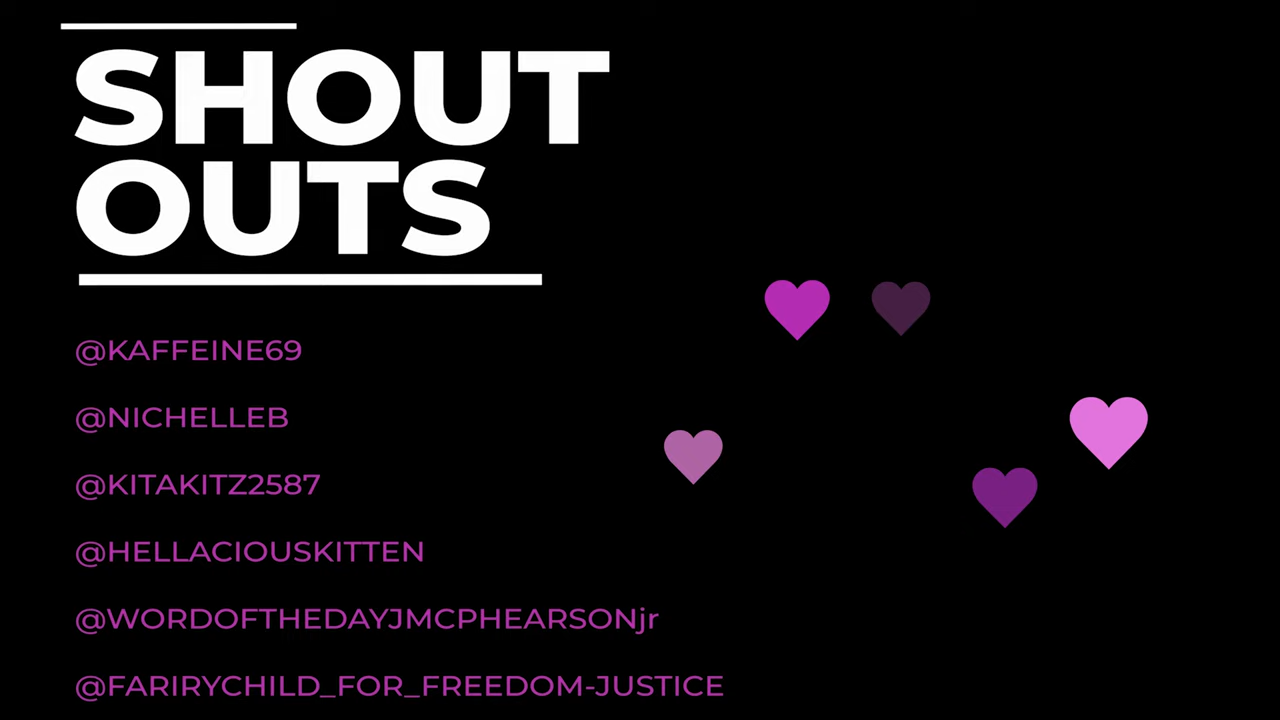 SHOUT
OUTS
@KAFFEINE69
@NICHELLEB
@KITAKITZ2587
@HELLACIOUSKITTEN
@WORDOFTHEDAYJMCPHEARSONjr
@FARIRYCHILD_FOR_FREEDOM-JUSTICE